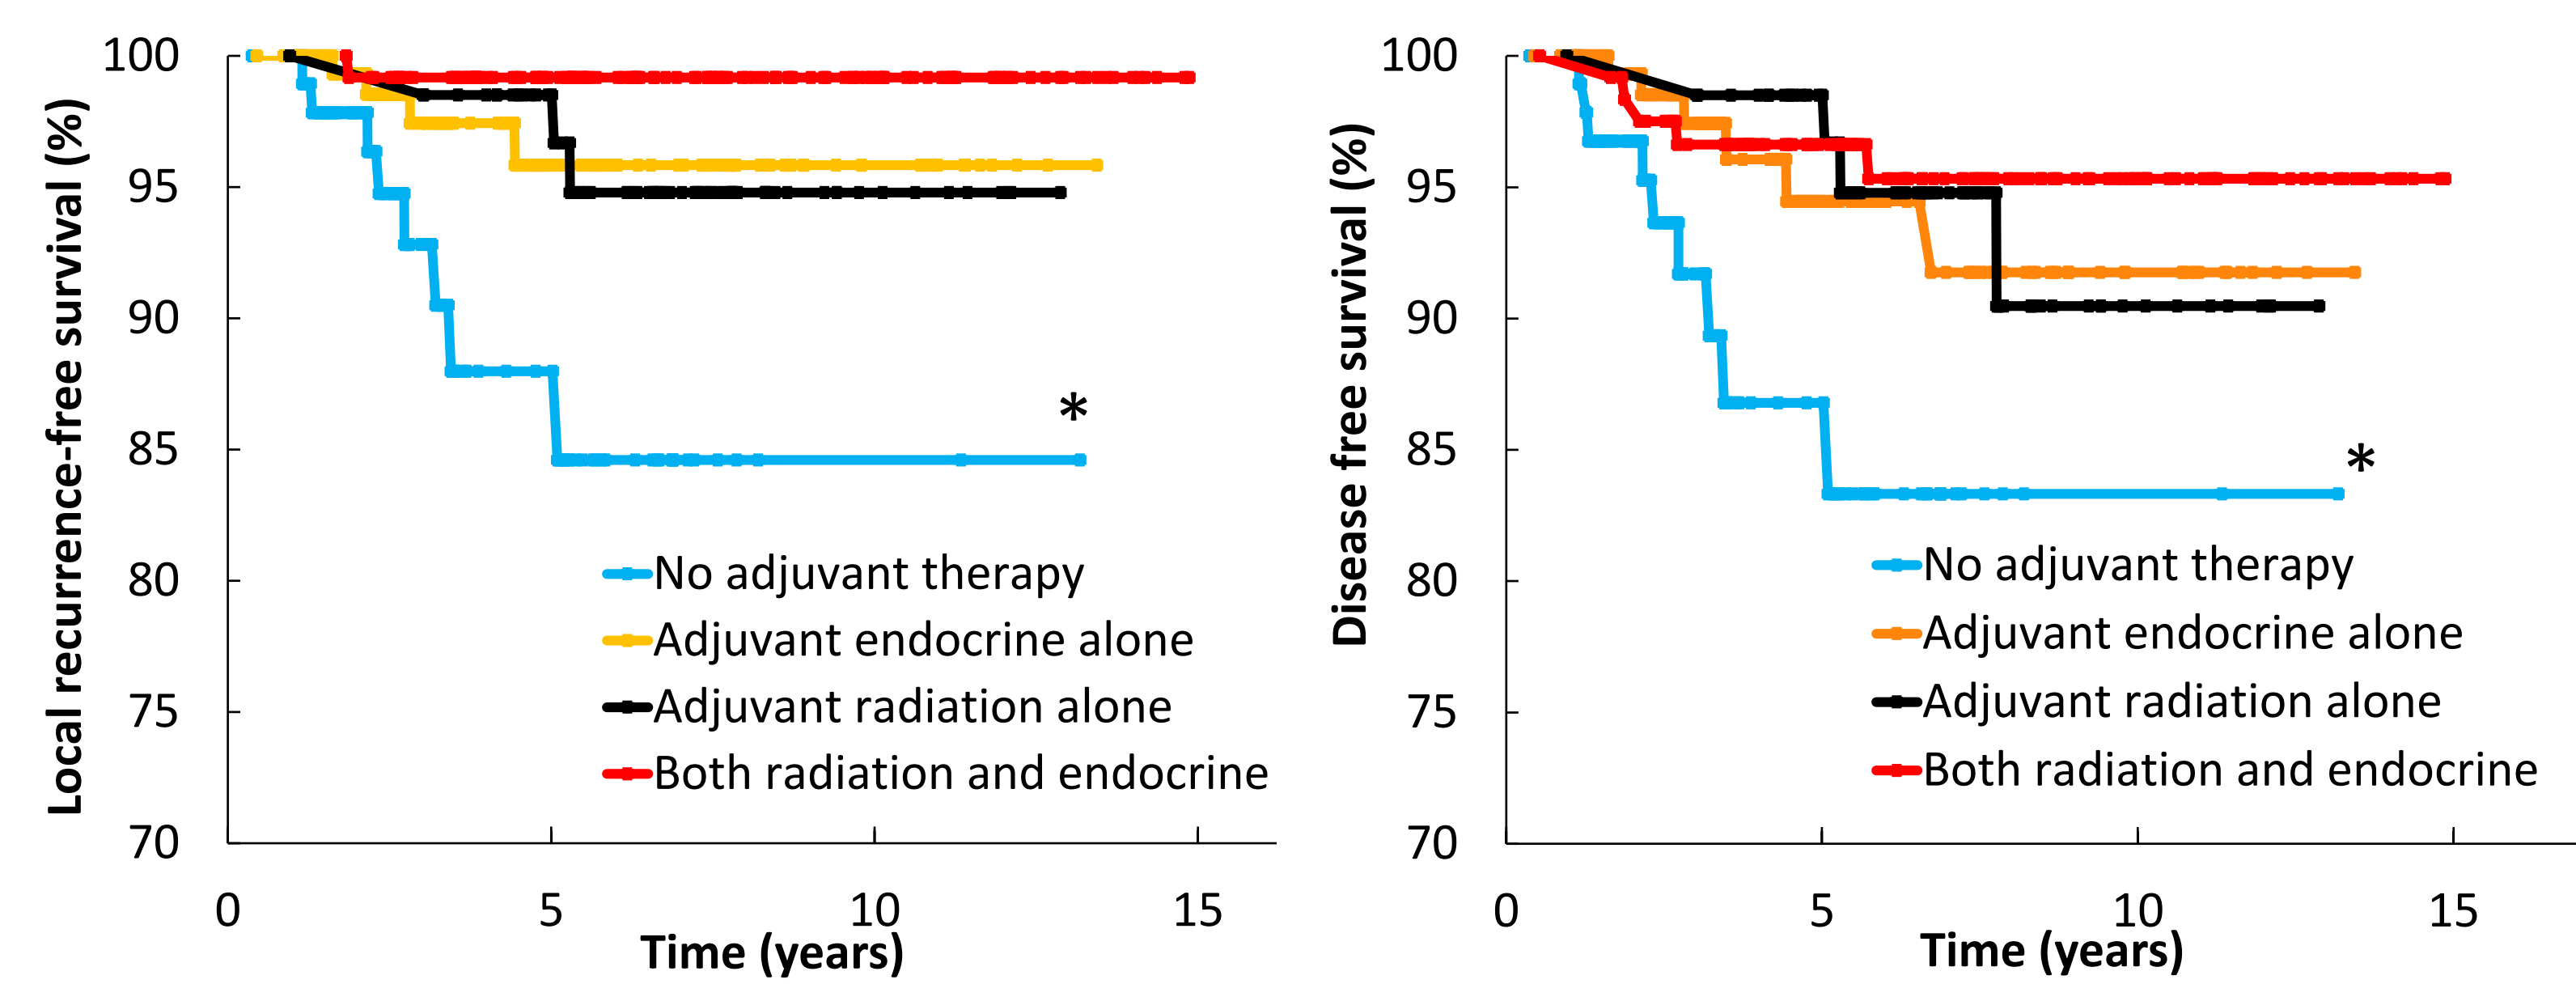 Local recurrence-free survival (%)
100
95
90
85
80
75
70
*
No adjuvant therapy
Adjuvant endocrine alone
Adjuvant radiation alone
Both radiation and endocrine
0 5 10 15
Time (years)
Disease free survival (%)
100
95
90
85
80
75
70
*
No adjuvant therapy
Adjuvant endocrine alone
Adjuvant radiation alone
Both radiation and endocrine
0 5 10 15
Time (years)